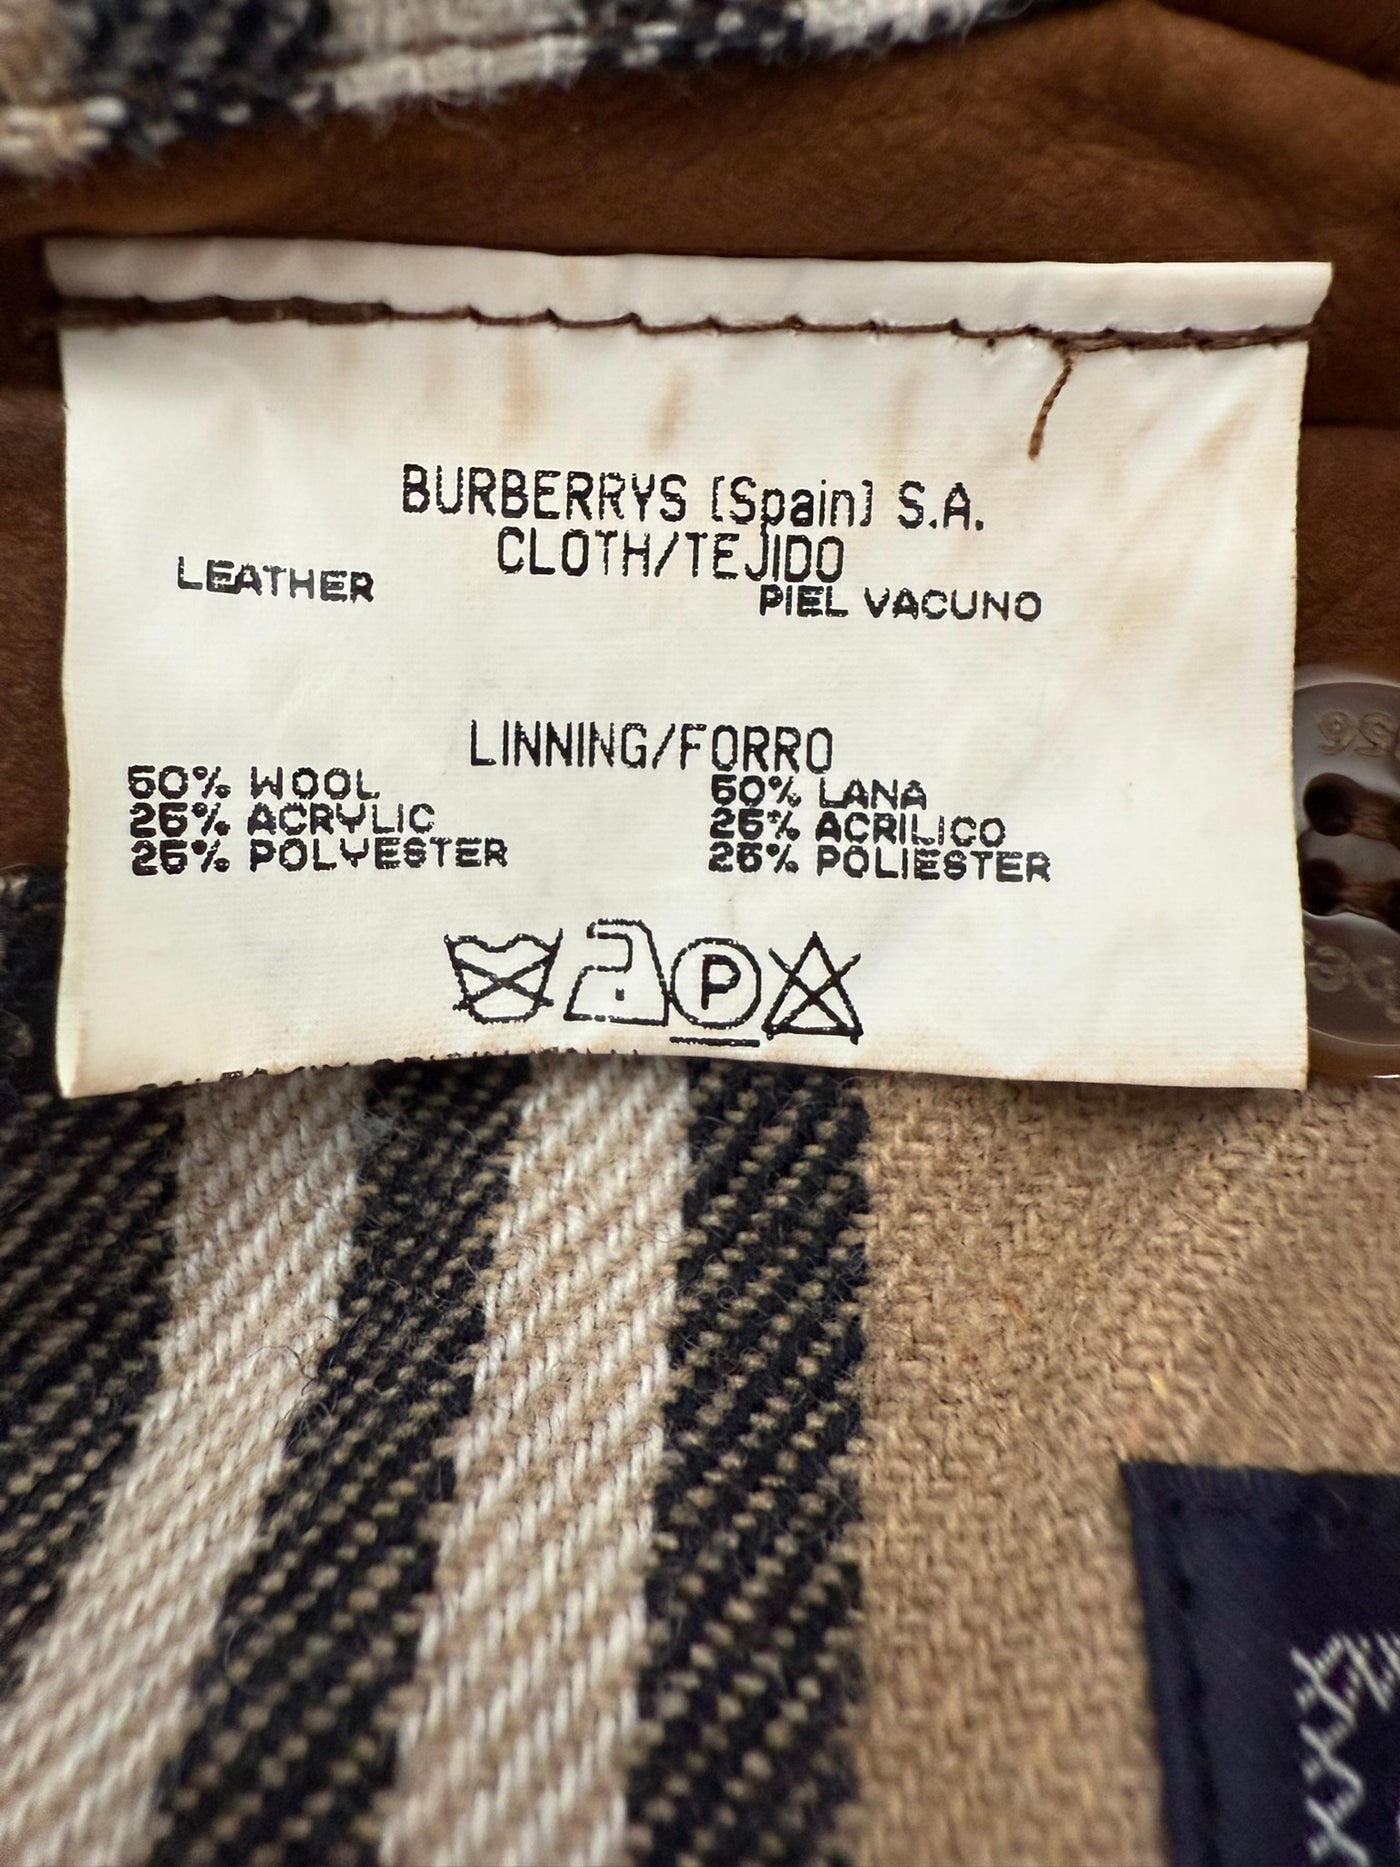 BURBERRYS [Spain] S.A.
CLOTH/TEJIDO
LEATHER PIEL VACUNO
LINNING/FORRO
50% WOOL 50% LANA
25% ACRYLIC 25% ACRILICO
25% POLYESTER 25% POLIESTER
P